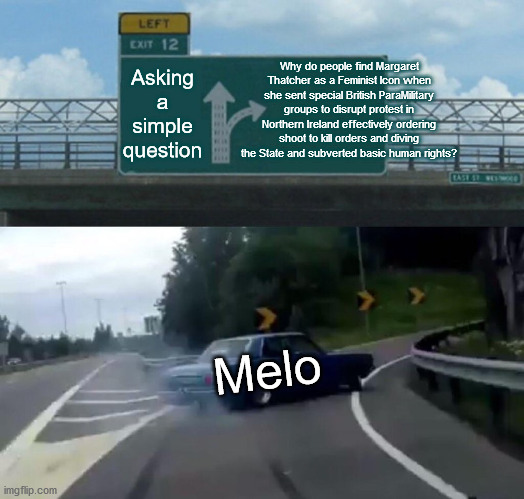 LEFT
EXIT 12
Asking
a
simple
question
Why do people find Margaret
Thatcher as a Feminist Icon when
she sent special British ParaMilitary
groups to disrupt protest in
Northern Ireland effectively ordering
shoot to kill orders and diving
the State and subverted basic human rights?
Melo
imgflip.com